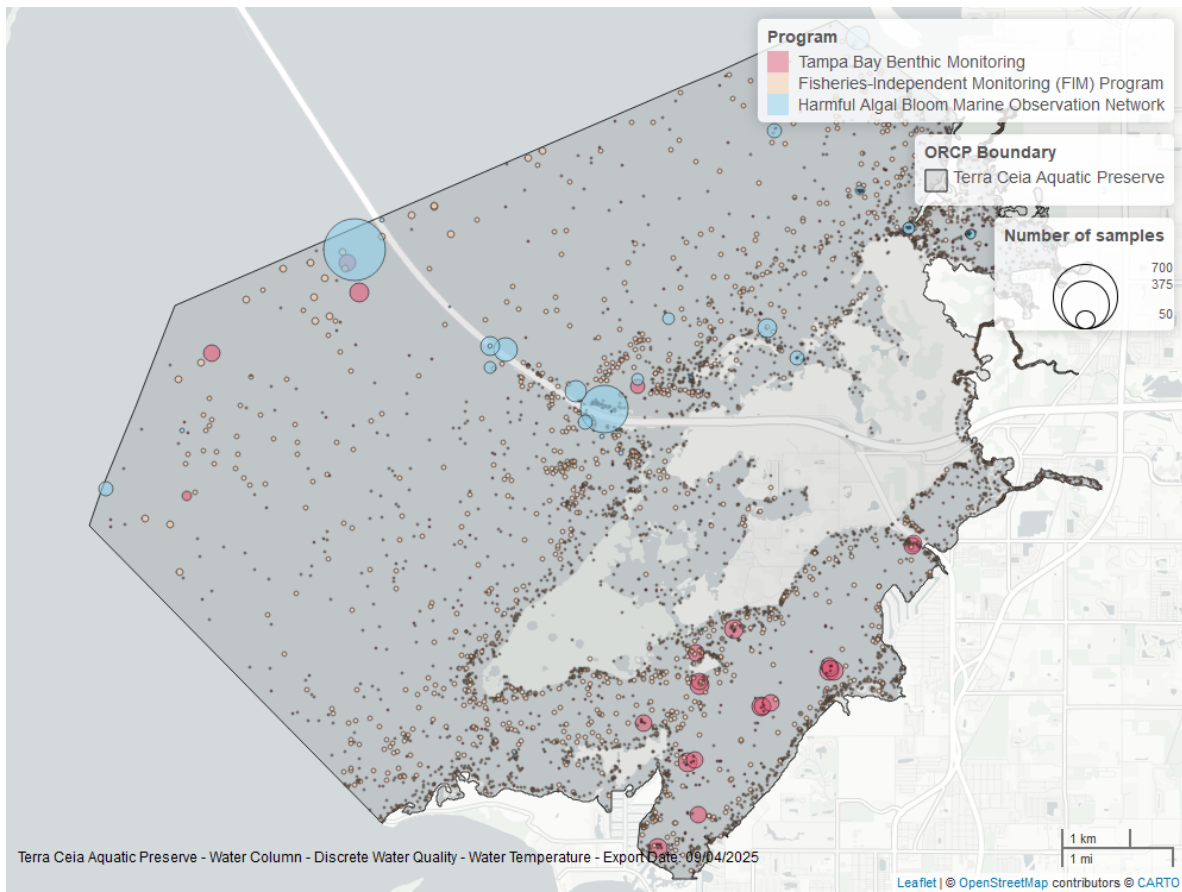 Program
Tampa Bay Benthic Monitoring
Fisheries-Independent Monitoring (FIM) Program
Harmful Algal Bloom Marine Observation Network
ORCP Boundary
Terra Ceia Aquatic Preserve
Number of samples
700
375
50
1 km
1 mi
Terra Ceia Aquatic Preserve - Water Column - Discrete Water Quality - Water Temperature - Export Date: 09/04/2025
Leaflet | © OpenStreetMap contributors © CARTO